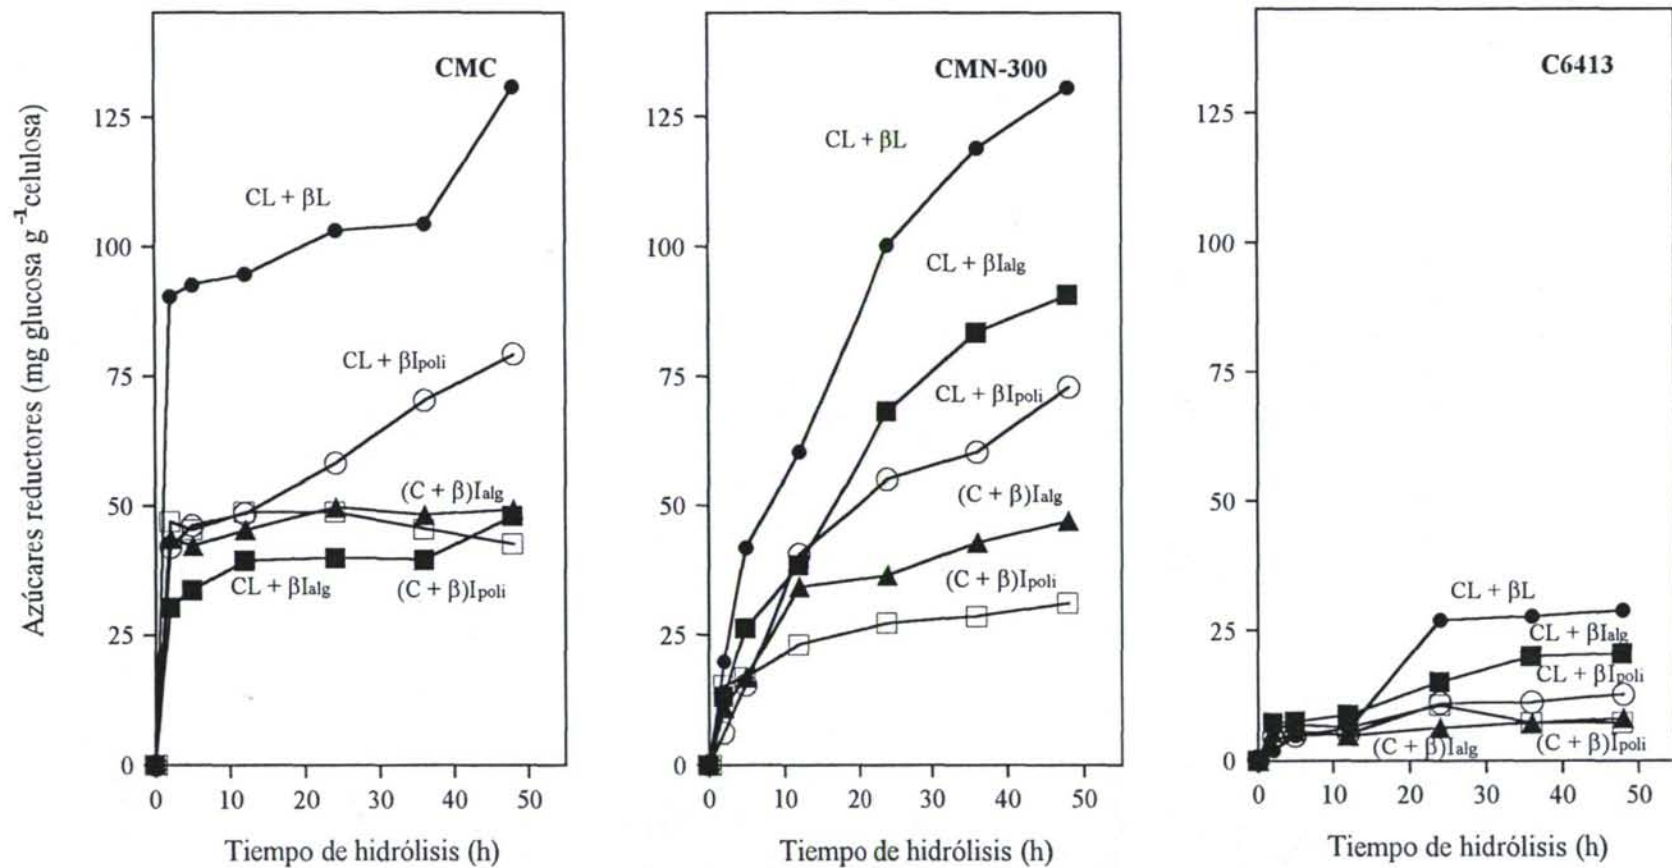 Azúcares reductores (mg glucosa g⁻¹celulosa)
CMC
125
100
75
50
25
0
CL + βL
CL + βIpoli
(C + β)Ialg
CL + βIalg
(C + β)Ipoli
0 10 20 30 40 50
Tiempo de hidrólisis (h)
CMN-300
125
100
75
50
25
0
CL + βL
CL + βIalg
CL + βIpoli
(C + β)Ialg
(C + β)Ipoli
0 10 20 30 40 50
Tiempo de hidrólisis (h)
C6413
125
100
75
50
25
0
CL + βL
CL + βIalg
CL + βIpoli
(C + β)Ialg
(C + β)Ipoli
0 10 20 30 40 50
Tiempo de hidrólisis (h)